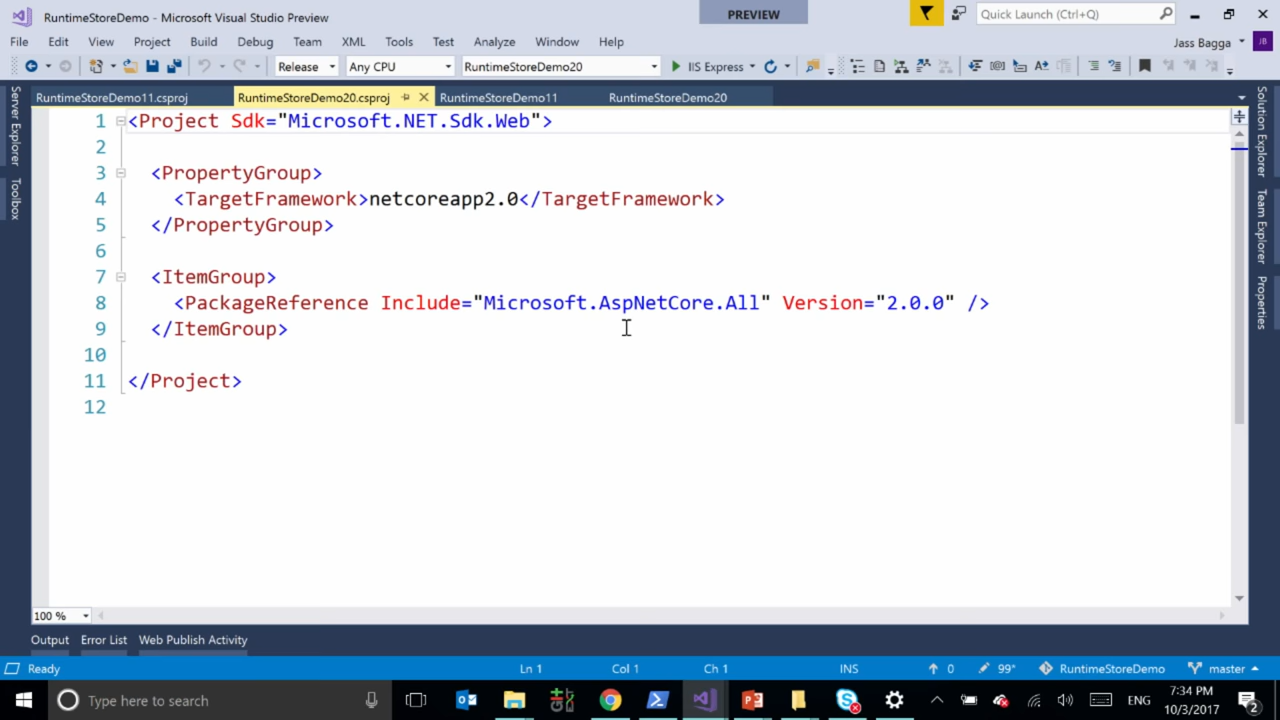 RuntimeStoreDemo - Microsoft Visual Studio Preview
PREVIEW
Quick Launch (Ctrl+Q)
File Edit View Project Build Debug Team XML Tools Test Analyze Window Help
Jass Bagga JB
Release Any CPU RuntimeStoreDemo20 IIS Express
RuntimeStoreDemo11.csproj RuntimeStoreDemo20.csproj RuntimeStoreDemo11 RuntimeStoreDemo20
Server Explorer
Toolbox
1 <Project Sdk="Microsoft.NET.Sdk.Web">
2
3 <PropertyGroup>
4 <TargetFramework>netcoreapp2.0</TargetFramework>
5 </PropertyGroup>
6
7 <ItemGroup>
8 <PackageReference Include="Microsoft.AspNetCore.All" Version="2.0.0" />
9 </ItemGroup>
10
11 </Project>
12
Solution Explorer
Team Explorer
Properties
100 %
Output Error List Web Publish Activity
Ready Ln 1 Col 1 Ch 1 INS 0 99* RuntimeStoreDemo master
Type here to search
ENG
7:34 PM
10/3/2017
2